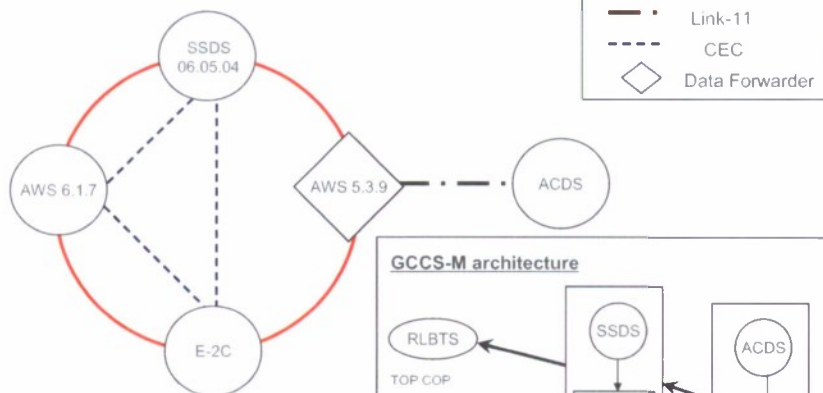 SSDS
06.05.04
Link-11
CEC
Data Forwarder
AWS 6.1.7
AWS 5.3.9
ACDS
E-2C
GCCS-M architecture
RLBTS
TOP COP
SSDS
ACDS